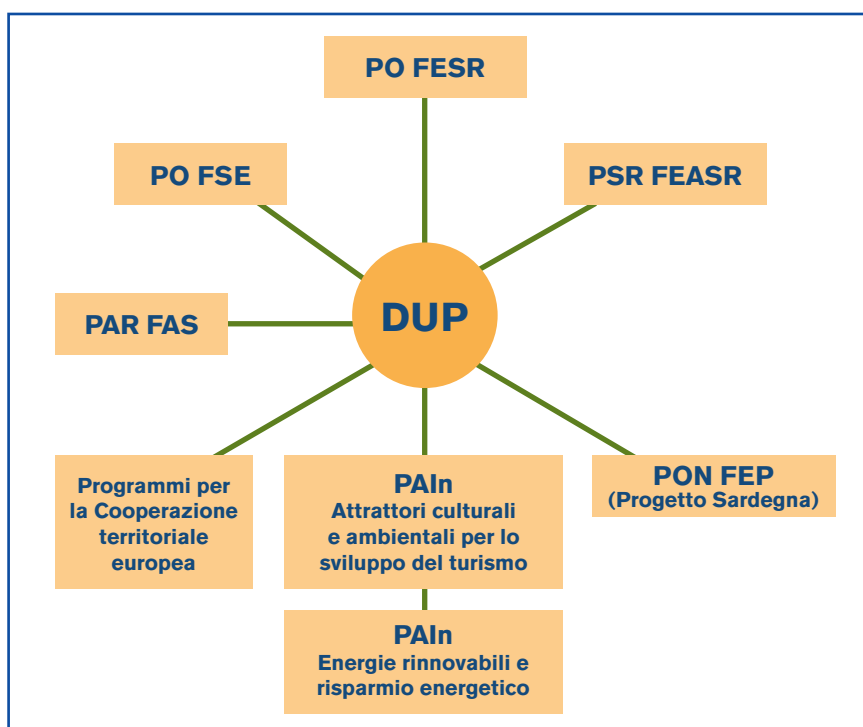 PO FESR
PO FSE
PSR FEASR
DUP
PAR FAS
Programmi per
la Cooperazione
territoriale
europea
PAIn
Attrattori culturali
e ambientali per lo
sviluppo del turismo
PON FEP
(Progetto Sardegna)
PAIn
Energie rinnovabili e
risparmio energetico